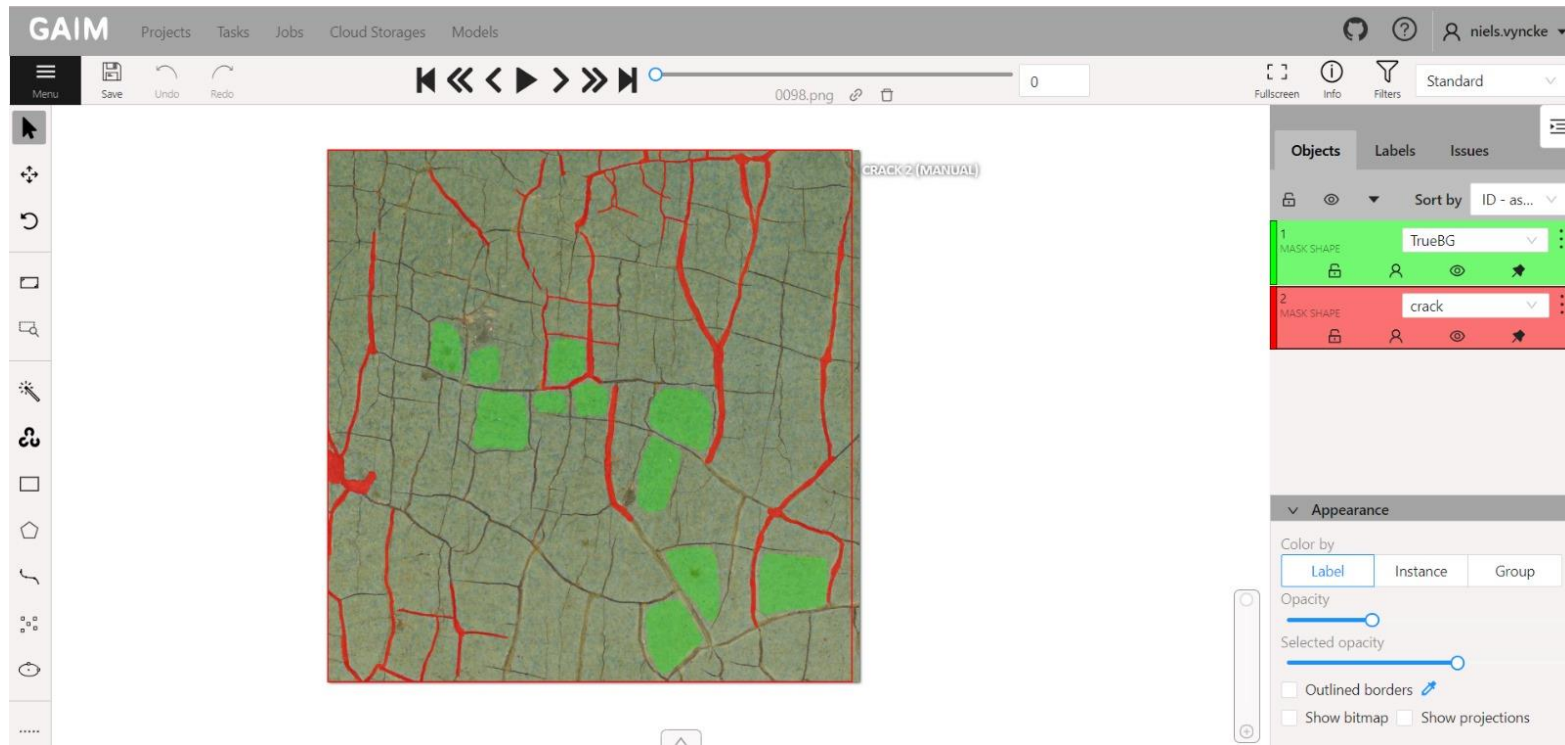 GAIM Projects Tasks Jobs Cloud Storages Models niels.vyncke
Menu Save Undo Redo 0098.png 0 Fullscreen Info Filters Standard
CRACK 2 (MANUAL)
Objects Labels Issues
Sort by ID - as...
1
MASK SHAPE
TrueBG
2
MASK SHAPE
crack
Appearance
Color by
Label Instance Group
Opacity
Selected opacity
Outlined borders
Show bitmap Show projections